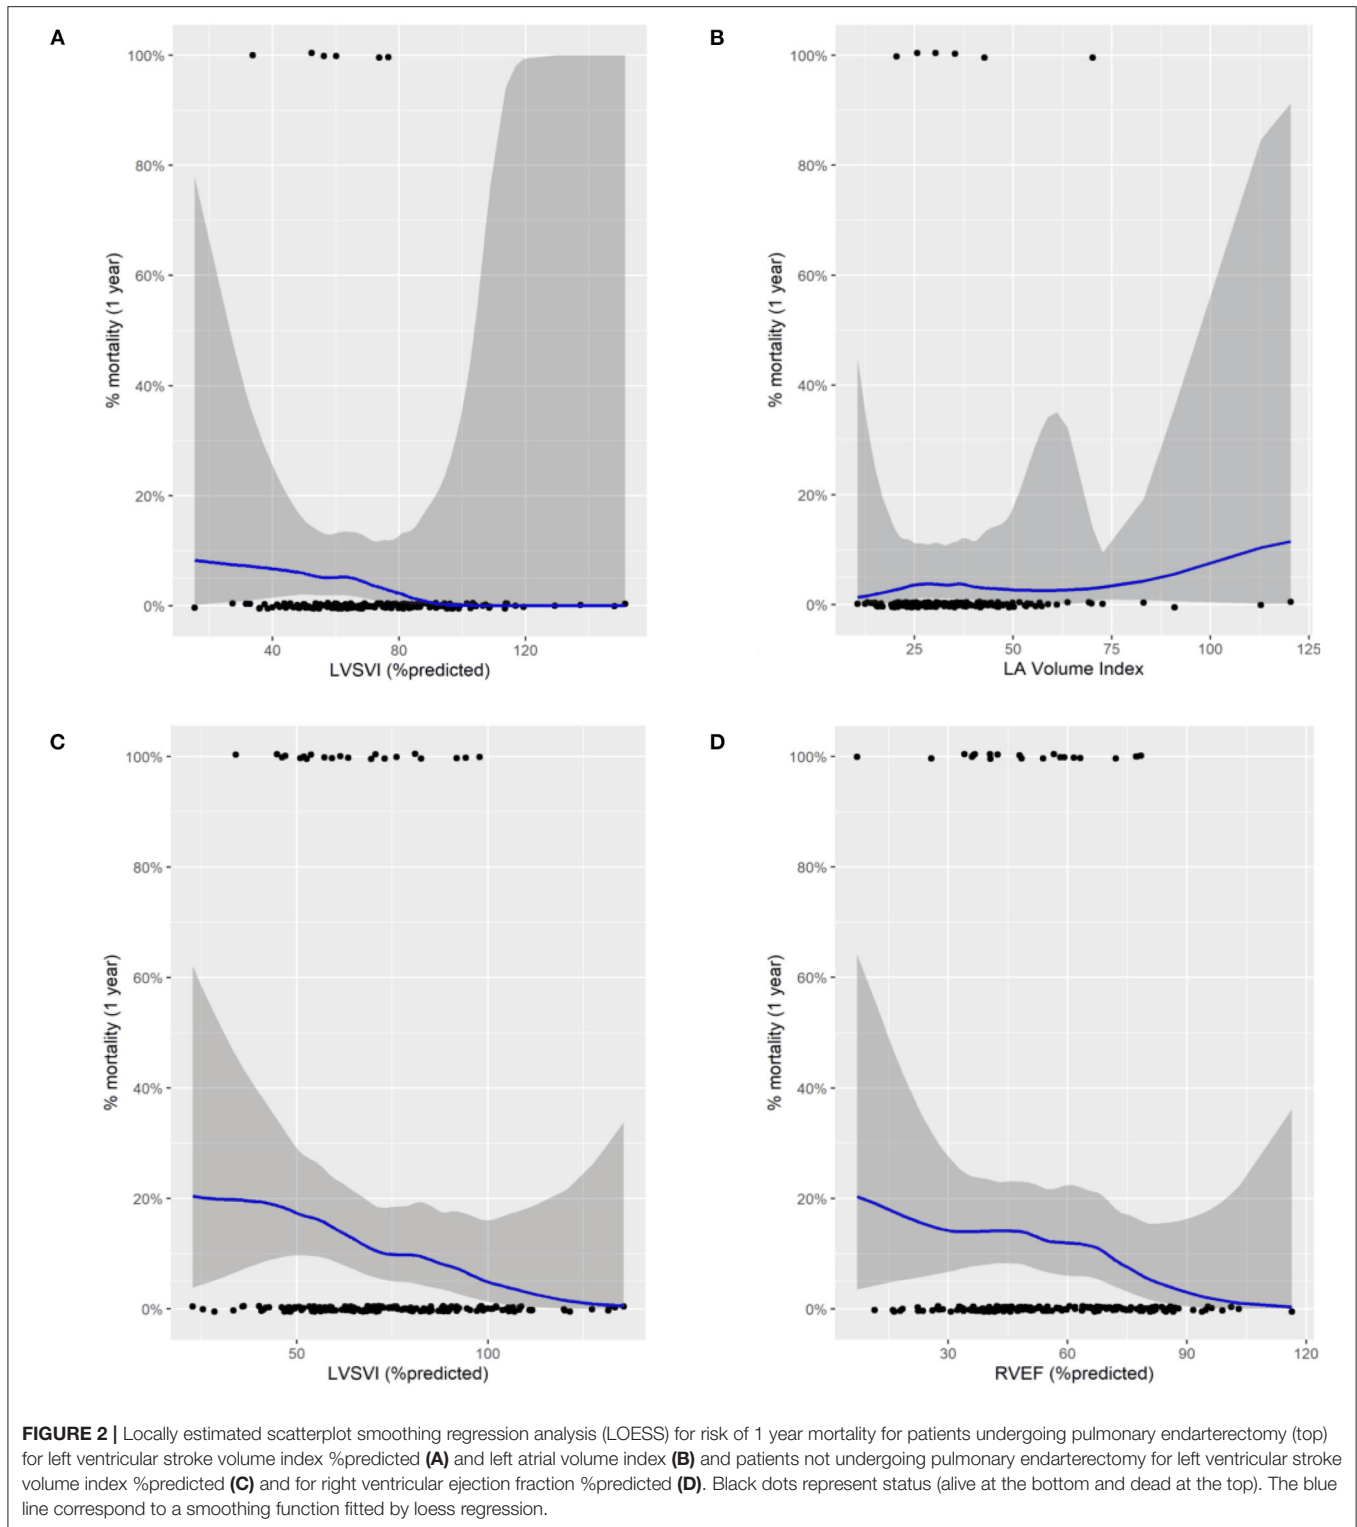 A
100%
80%
60%
40%
20%
0%
% mortality (1 year)
40
80
120
LVSVI (%predicted)
B
100%
80%
60%
40%
20%
0%
% mortality (1 year)
25
50
75
100
125
LA Volume Index
C
100%
80%
60%
40%
20%
0%
% mortality (1 year)
50
100
LVSVI (%predicted)
D
100%
80%
60%
40%
20%
0%
% mortality (1 year)
30
60
90
120
RVEF (%predicted)
FIGURE 2 | Locally estimated scatterplot smoothing regression analysis (LOESS) for risk of 1 year mortality for patients undergoing pulmonary endarterectomy (top)
for left ventricular stroke volume index %predicted (A) and left atrial volume index (B) and patients not undergoing pulmonary endarterectomy for left ventricular stroke
volume index %predicted (C) and for right ventricular ejection fraction %predicted (D). Black dots represent status (alive at the bottom and dead at the top). The blue
line correspond to a smoothing function fitted by loess regression.